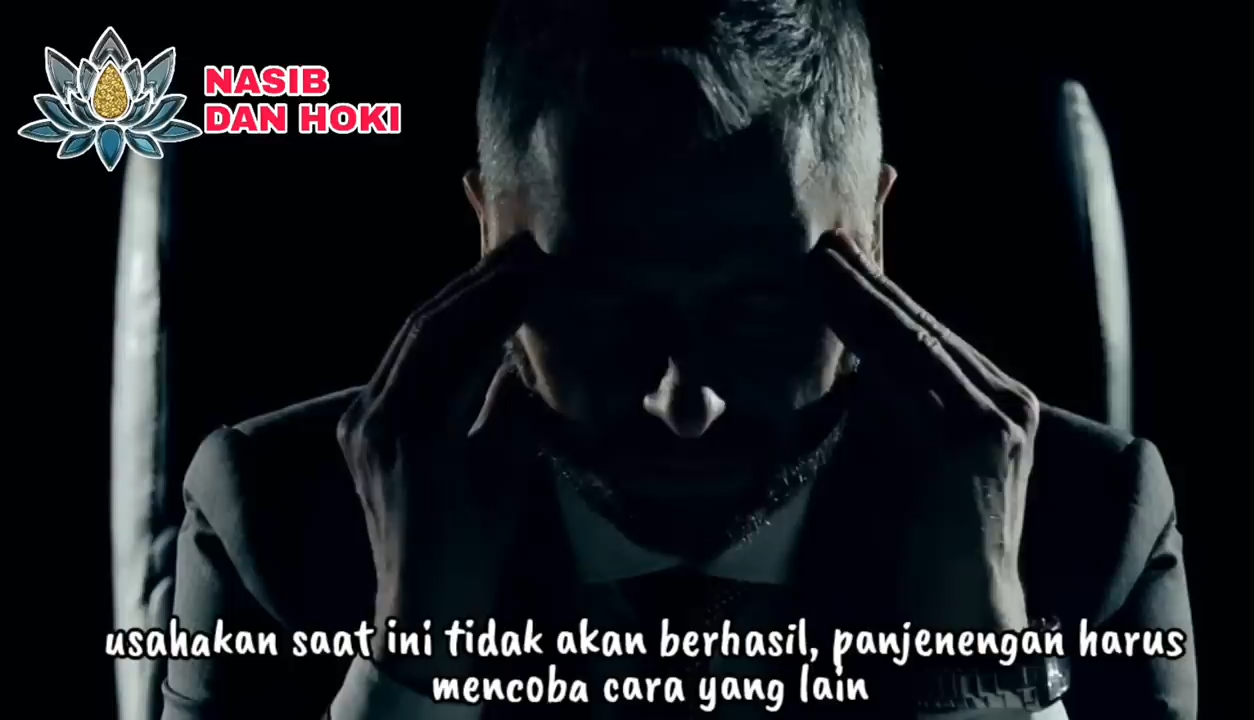 NASIB
DAN HOKI
usahakan saat ini tidak akan berhasil, panjenengan harus
mencoba cara yang lain